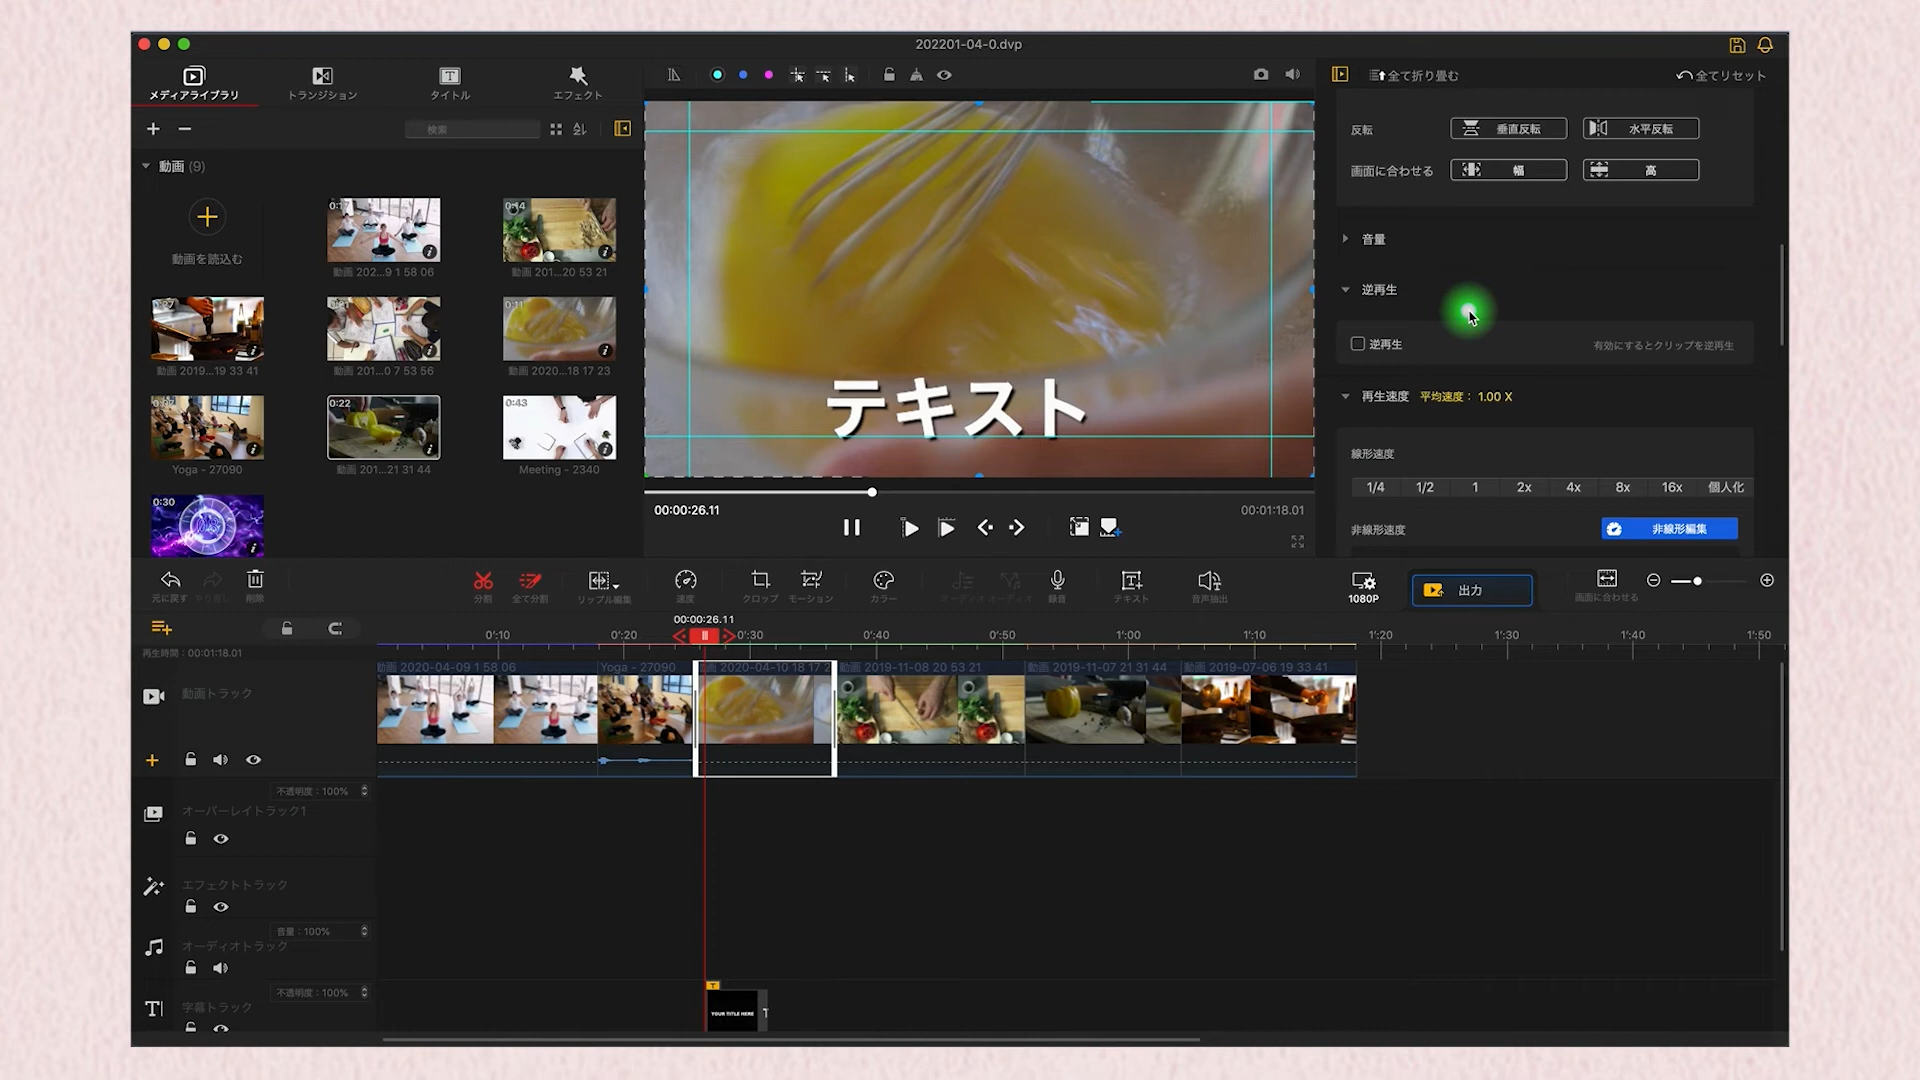 202201-04-0.dvp
メディアライブラリ
トランジション
タイトル
エフェクト
全て折り畳む
全てリセット
検索
動画 (9)
動画を読込む
0:14
動画 202...9 1 58 06
動画 201...20 53 21
動画 2019...19 33 41
動画 201...0 7 53 56
動画 2020...18 17 23
0:22
0:43
Yoga - 27090
動画 201...21 31 44
Meeting - 2340
0:30
テキスト
00:00:26.11
00:01:18.01
反転
垂直反転
水平反転
画面に合わせる
幅
高
音量
逆再生
逆再生
有効にするとクリップを逆再生
再生速度 平均速度： 1.00 X
線形速度
1/4 1/2 1 2x 4x 8x 16x 個人化
非線形速度
非線形編集
元に戻す
やり直し
削除
分割
全て分割
リップル編集
速度
クロップ
モーション
カラー
オーディオ
オーディオ
録音
テキスト
音声抽出
1080P
出力
画面に合わせる
00:00:26.11
0':10 0':20 0':30 0':40 0':50 1':00 1':10 1':20 1':30 1':40 1':50
再生時間：00:01:18.01
動画 2020-04-09 1 58 06
Yoga - 27090
動画 2020-04-10 18 17 2
動画 2019-11-08 20 53 21
動画 2019-11-07 21 31 44
動画 2019-07-06 19 33 41
動画トラック
不透明度：100%
オーバーレイトラック1
エフェクトトラック
音量：100%
オーディオトラック
不透明度：100%
字幕トラック
T
YOUR TITLE HERE
T